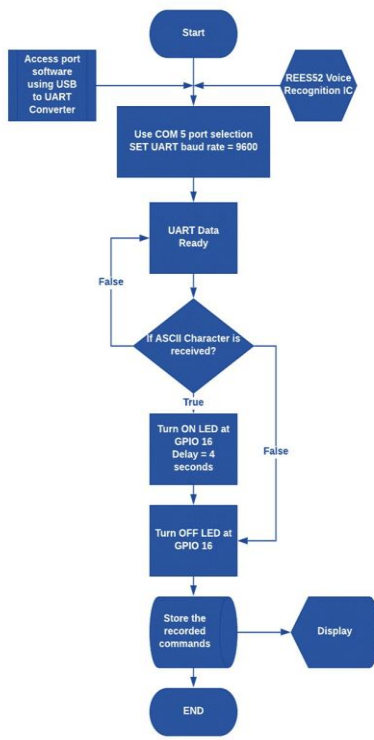 Start
Access port
software
using USB
to UART
Converter
REES52 Voice
Recognition IC
Use COM 5 port selection
SET UART baud rate = 9600
UART Data
Ready
False
If ASCII Character is
received?
True
Turn ON LED at
GPIO 16
Delay = 4
seconds
False
Turn OFF LED at
GPIO 16
Store the
recorded
commands
Display
END